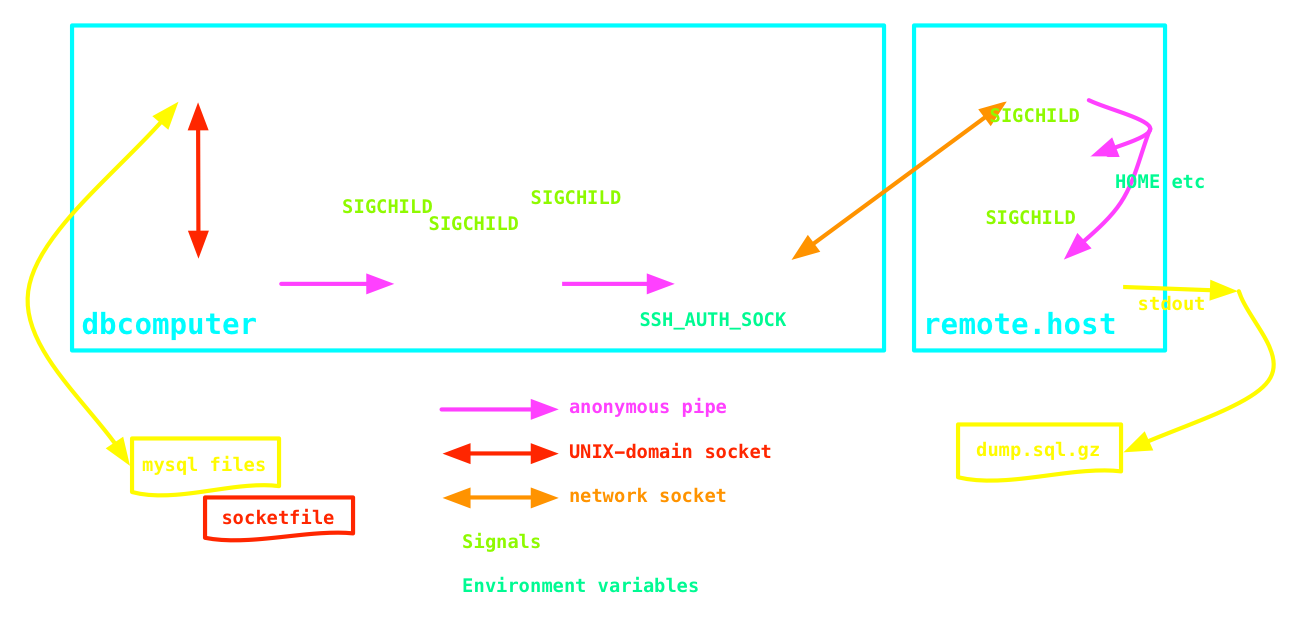 SIGCHILD
HOME etc
SIGCHILD
SIGCHILD
SIGCHILD
SIGCHILD
stdout
dbcomputer
SSH_AUTH_SOCK
remote.host
anonymous pipe
UNIX-domain socket
network socket
Signals
Environment variables
mysql files
socketfile
dump.sql.gz